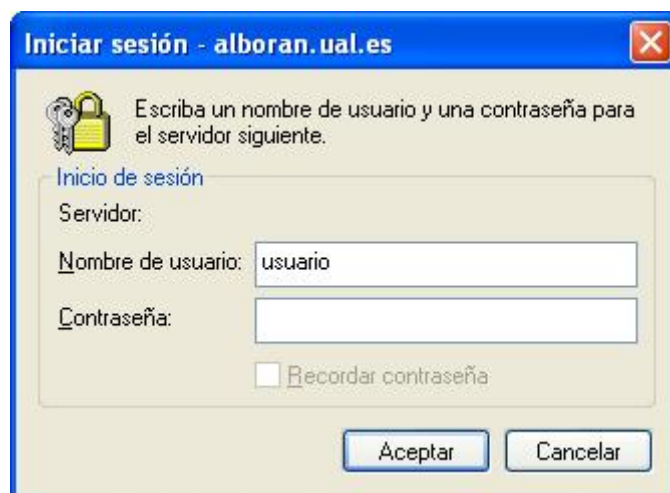 Iniciar sesión - alboran.ual.es
Escriba un nombre de usuario y una contraseña para
el servidor siguiente.
Inicio de sesión
Servidor:
Nombre de usuario: usuario
Contraseña:
Recordar contraseña
Aceptar Cancelar